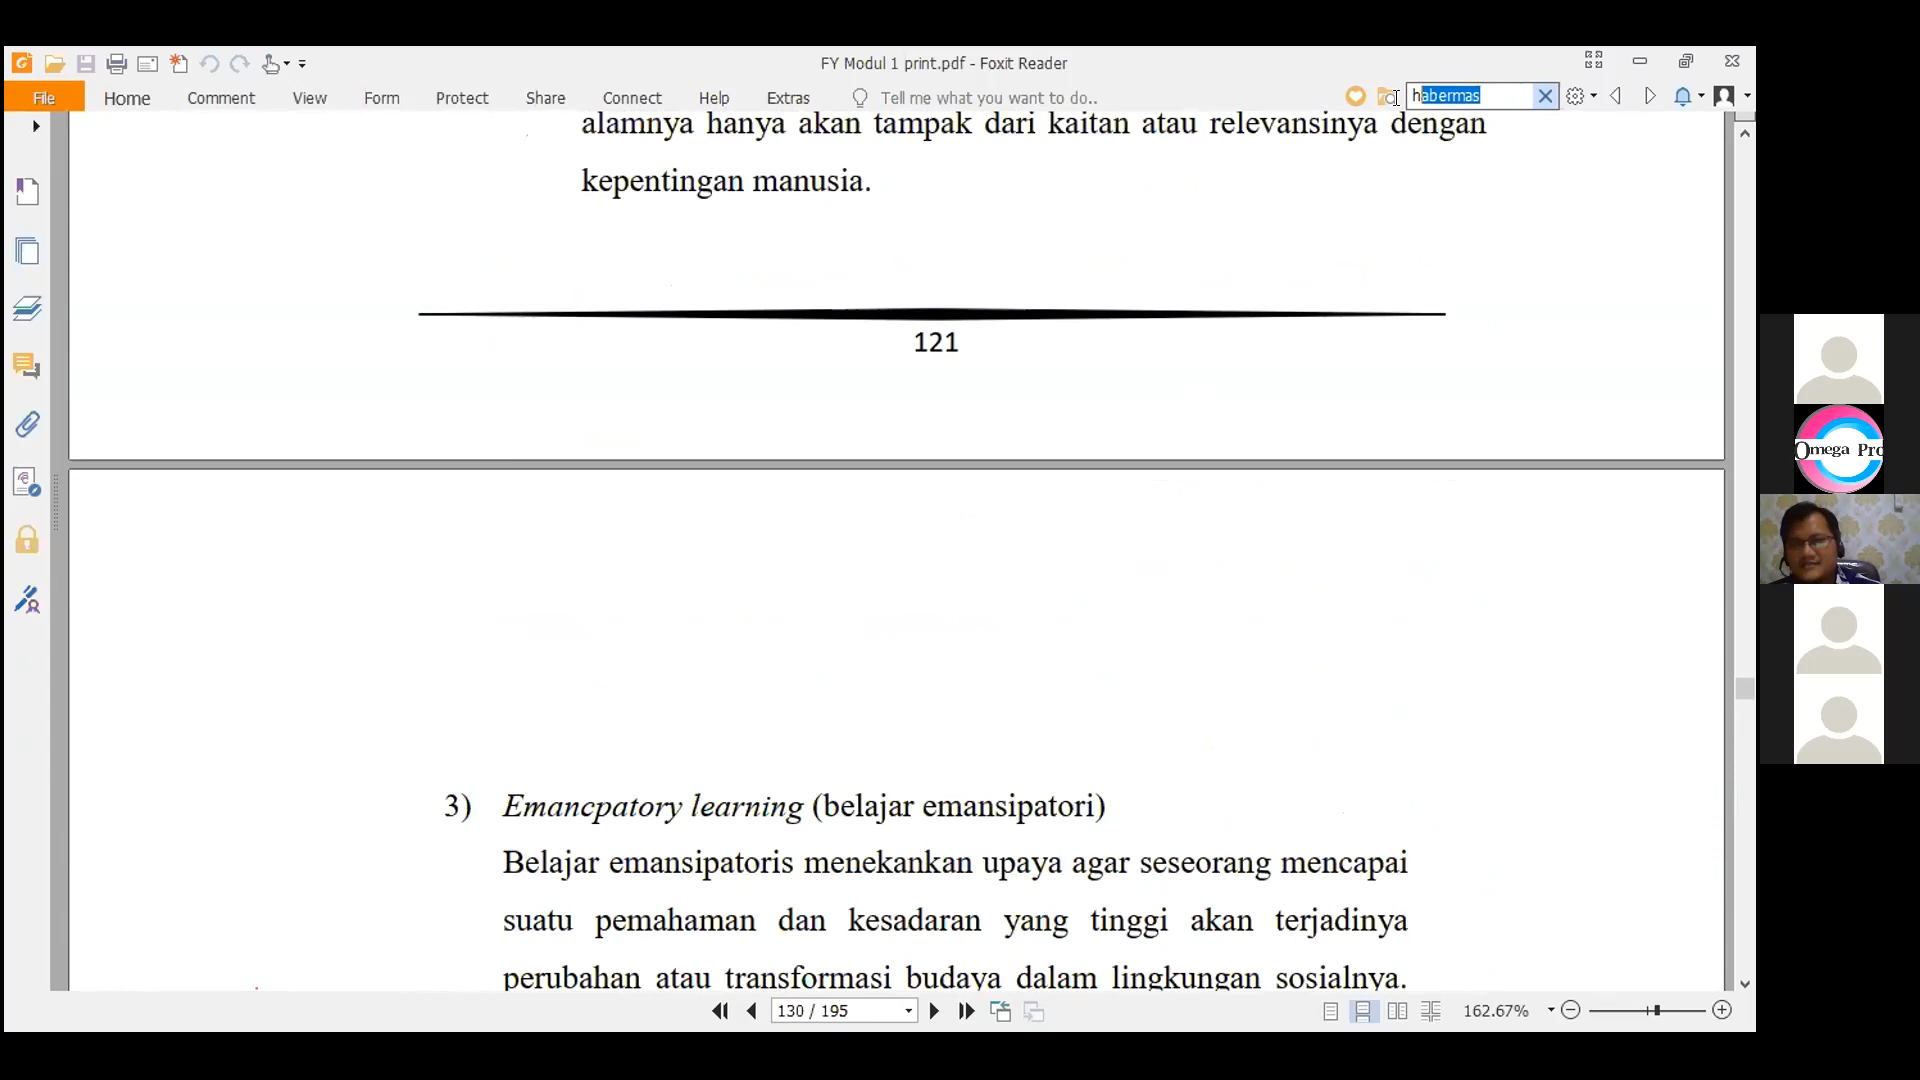 FY Modul 1 print.pdf - Foxit Reader
File Home Comment View Form Protect Share Connect Help Extras Tell me what you want to do.. habermas
alamnya hanya akan tampak dari kaitan atau relevansinya dengan
kepentingan manusia.
121
Omega Pro
3) Emancpatory learning (belajar emansipatori)
Belajar emansipatoris menekankan upaya agar seseorang mencapai
suatu pemahaman dan kesadaran yang tinggi akan terjadinya
perubahan atau transformasi budaya dalam lingkungan sosialnya.
130 / 195 162.67%